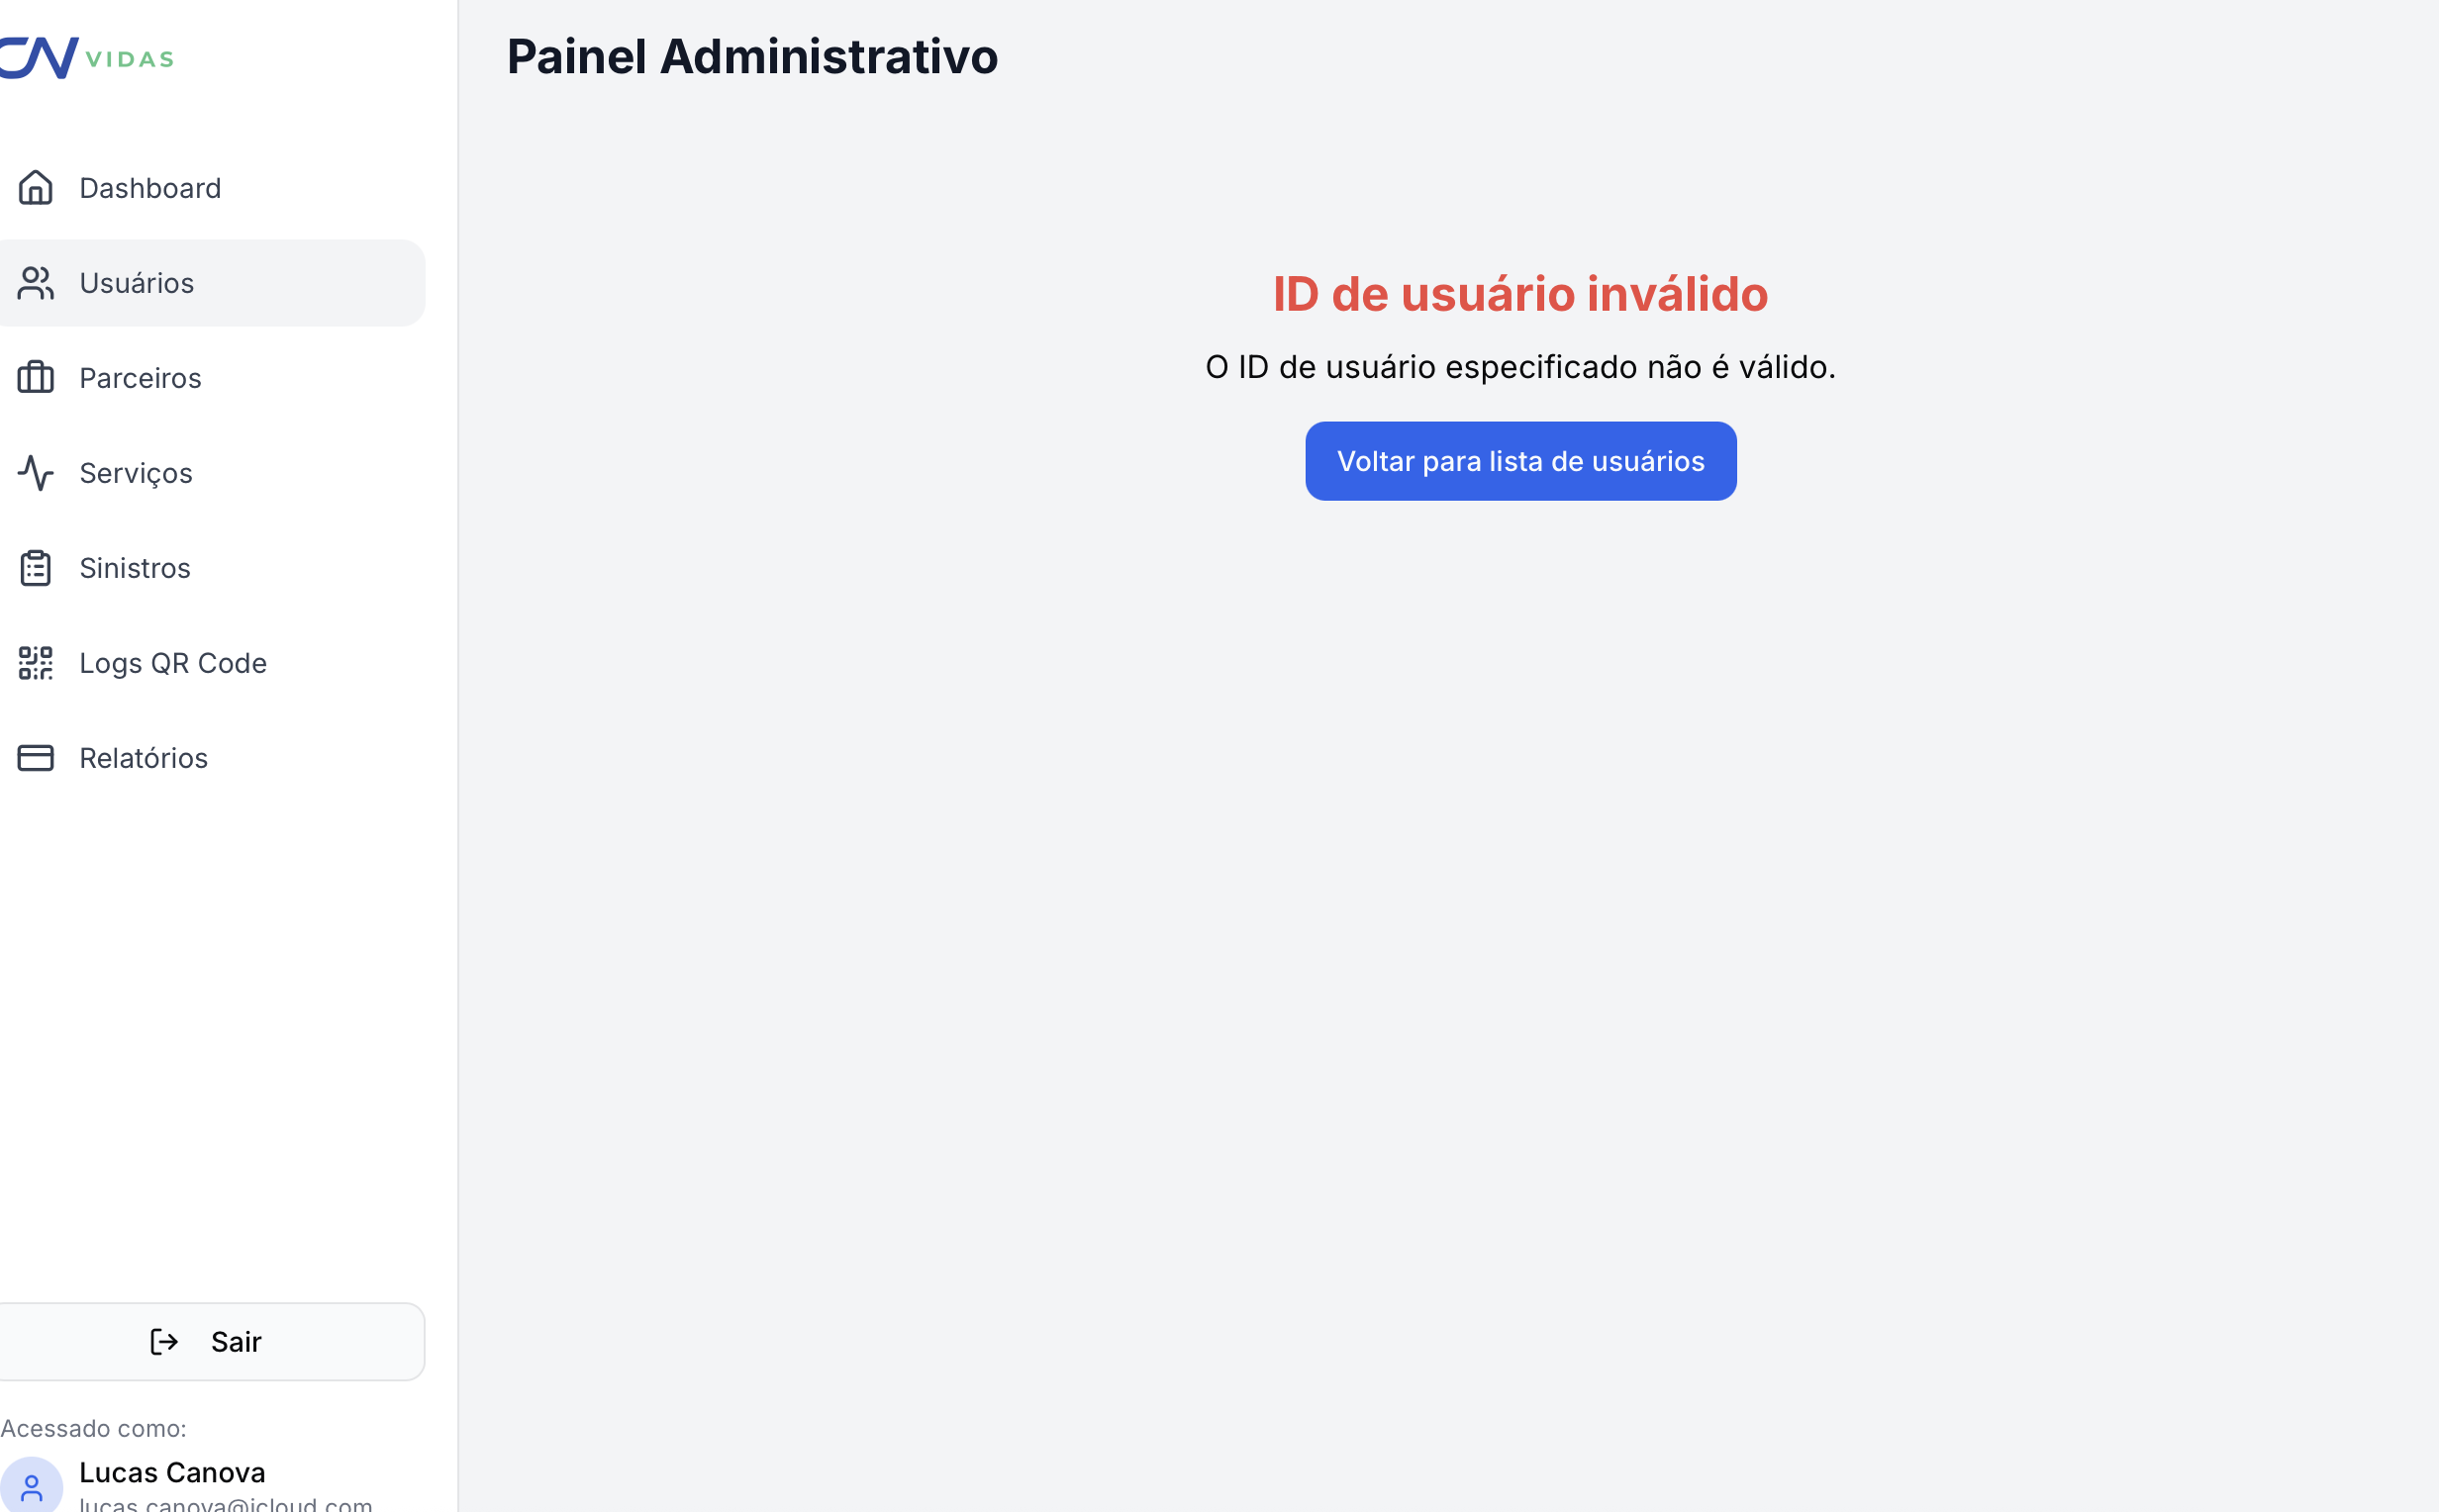 CN VIDAS
Painel Administrativo
Dashboard
Usuários
Parceiros
Serviços
Sinistros
Logs QR Code
Relatórios
ID de usuário inválido
O ID de usuário especificado não é válido.
Voltar para lista de usuários
Sair
Acessado como:
Lucas Canova
lucas.canova@icloud.com